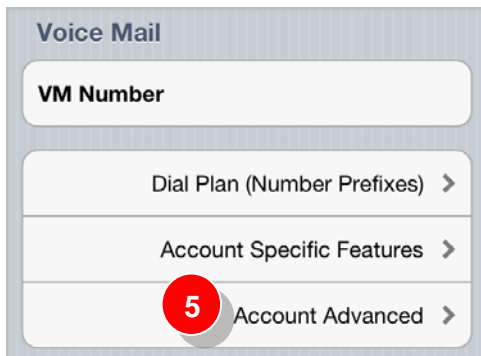 Voice Mail
VM Number
Dial Plan (Number Prefixes)
Account Specific Features
5 Account Advanced